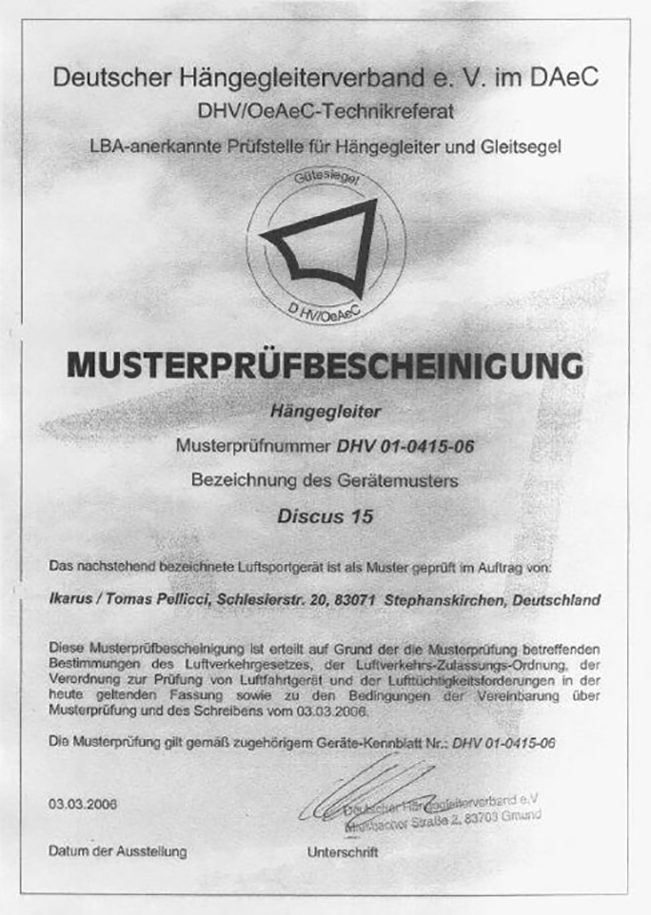 Deutscher Hängegleiterverband e. V. im DAeC
DHV/OeAeC-Technikreferat
LBA-anerkannte Prüfstelle für Hängegleiter und Gleitsegel
Gütesiegel
DHV/OeAeC
MUSTERPRÜFBESCHEINIGUNG
Hängegleiter
Musterprüfnummer DHV 01-0415-06
Bezeichnung des Gerätemusters
Discus 15
Das nachstehend bezeichnete Luftsportgerät ist als Muster geprüft im Auftrag von:
Ikarus / Tomas Pellicci, Schlesierstr. 20, 83071 Stephanskirchen, Deutschland
Diese Musterprüfbescheinigung ist erteilt auf Grund der die Musterprüfung betreffenden
Bestimmungen des Luftverkehrgesetzes, der Luftverkehrs-Zulassungs-Ordnung, der
Verordnung zur Prüfung von Luftfahrtgerät und der Lufttüchtigkeitsforderungen in der
heute geltenden Fassung sowie zu den Bedingungen der Vereinbarung über
Musterprüfung und des Schreibens vom 03.03.2006.
Die Musterprüfung gilt gemäß zugehörigem Geräte-Kennblatt Nr.: DHV 01-0415-06
03.03.2006
Deutscher Hängegleiterverband e.V
Miesbacher Straße 2, 83703 Gmund
Datum der Ausstellung
Unterschrift